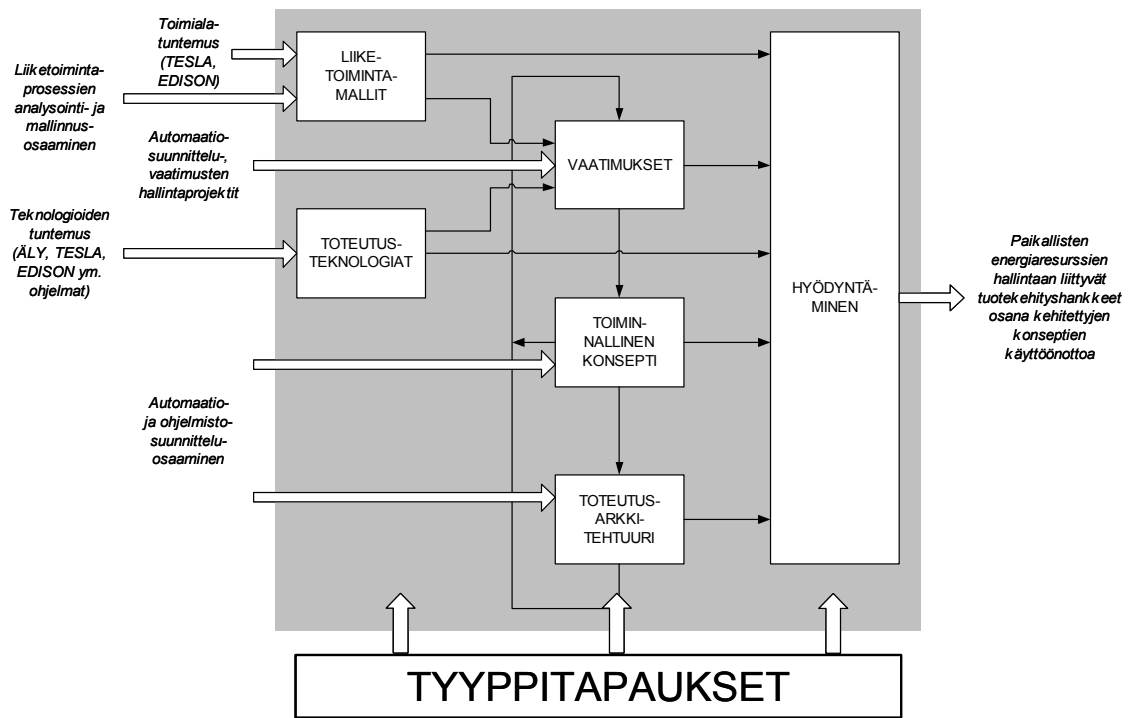 Toimiala-
tuntemus
(TESLA,
EDISON)
Liiketoiminta-
prosessien
analysointi- ja
mallinnus-
osaaminen
Automaatio-
suunnittelu-,
vaatimusten
hallintaprojektit
Teknologioiden
tuntemus
(ÄLY, TESLA,
EDISON ym.
ohjelmat)
Automaatio-
ja ohjelmisto-
suunnittelu-
osaaminen
LIIKE-
TOIMINTA-
MALLIT
VAATIMUKSET
TOTEUTUS-
TEKNOLOGIAT
TOIMIN-
NALLINEN
KONSEPTI
TOTEUTUS-
ARKKI-
TEHTUURI
HYÖDYNTÄ-
MINEN
Paikallisten
energiaresurssien
hallintaan liittyvät
tuotekehityshankkeet
osana kehitettyjen
konseptien
käyttöönottoa
TYYPPITAPAUKSET